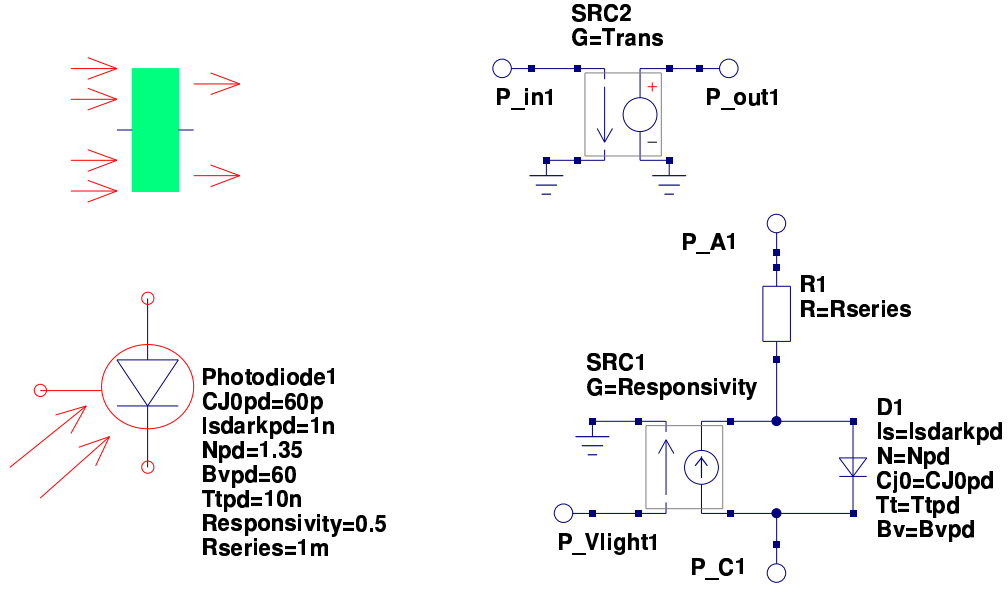 SRC2
G=Trans
P_in1
P_out1
+
−
P_A1
R1
R=Rseries
SRC1
G=Responsivity
Photodiode1
CJ0pd=60p
Isdarkpd=1n
Npd=1.35
Bvpd=60
Ttpd=10n
Responsivity=0.5
Rseries=1m
D1
Is=Isdarkpd
N=Npd
Cj0=CJ0pd
Tt=Ttpd
Bv=Bvpd
P_Vlight1
P_C1